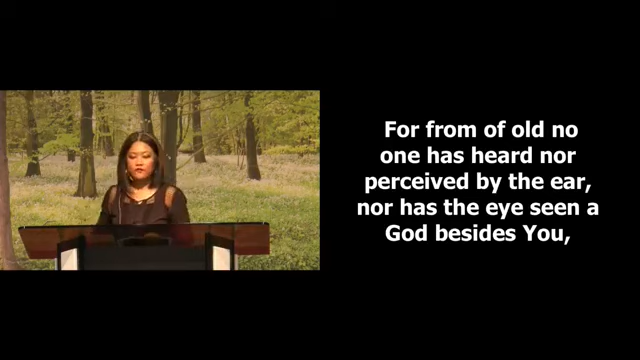 For from of old no
one has heard nor
perceived by the ear,
nor has the eye seen a
God besides You,